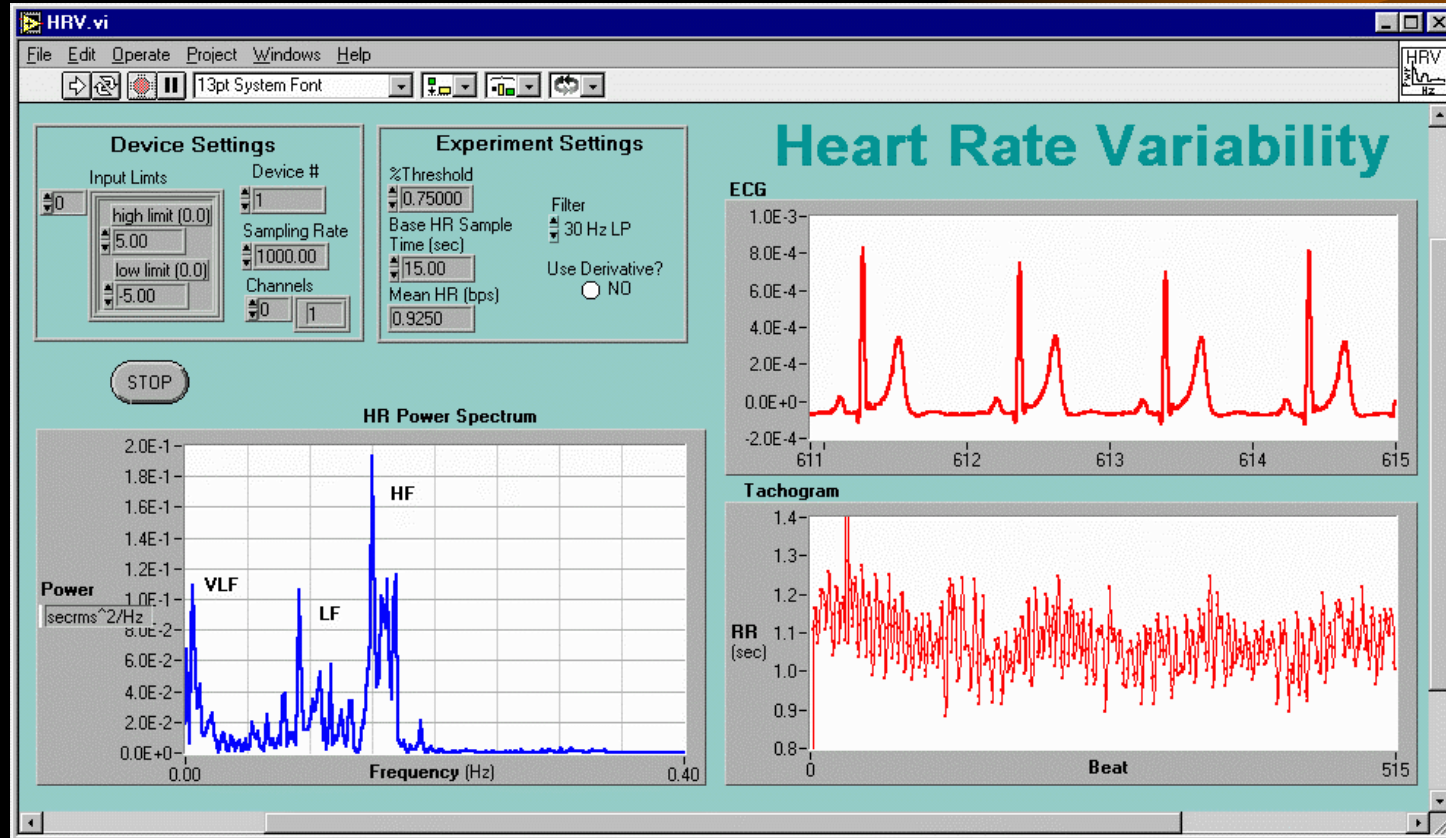 HRV.vi
File Edit Operate Project Windows Help
HRV
Hz
13pt System Font
Device Settings
Input Limts
0
high limit (0.0)
5.00
low limit (0.0)
-5.00
Device #
1
Sampling Rate
1000.00
Channels
0 1
Experiment Settings
%Threshold
0.75000
Base HR Sample
Time (sec)
15.00
Mean HR (bps)
0.9250
Filter
30 Hz LP
Use Derivative?
NO
STOP
Heart Rate Variability
ECG
1.0E-3
8.0E-4
6.0E-4
4.0E-4
2.0E-4
0.0E+0
-2.0E-4
611 612 613 614 615
HR Power Spectrum
2.0E-1
1.8E-1
1.6E-1
1.4E-1
1.2E-1
1.0E-1
8.0E-2
6.0E-2
4.0E-2
2.0E-2
0.0E+0
Power
secrms^2/Hz
VLF
LF
HF
0.00 Frequency (Hz) 0.40
Tachogram
1.4
1.3
1.2
1.1
1.0
0.9
0.8
RR
(sec)
0 Beat 515